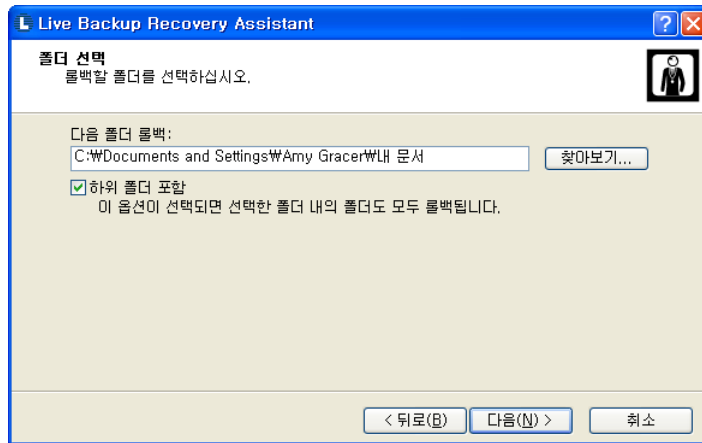 L Live Backup Recovery Assistant ?
폴더 선택
롤백할 폴더를 선택하십시오.
다음 폴더 롤백:
C:₩Documents and Settings₩Amy Gracer₩내 문서
찾아보기...
하위 폴더 포함
이 옵션이 선택되면 선택한 폴더 내의 폴더도 모두 롤백됩니다.
< 뒤로(B) 다음(N) > 취소